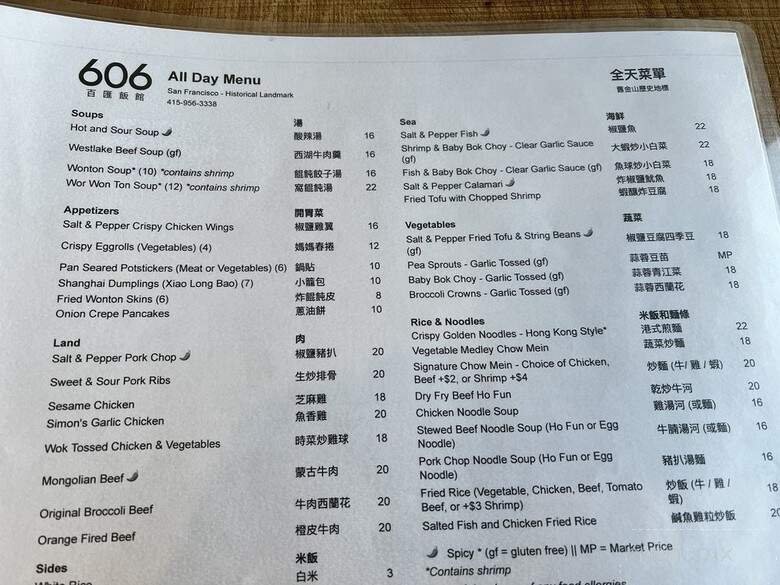 606 All Day Menu 全天菜單
百匯飯館 San Francisco - Historical Landmark 舊金山歷史地標
415-956-3338
Soups 湯
Hot and Sour Soup 酸辣湯 16
Westlake Beef Soup (gf) 西湖牛肉羹 16
Wonton Soup* (10) *contains shrimp 餛飩餃子湯 16
Wor Won Ton Soup* (12) *contains shrimp 窩餛飩湯 22
Appetizers 開胃菜
Salt & Pepper Crispy Chicken Wings 椒鹽雞翼 16
Crispy Eggrolls (Vegetables) (4) 媽媽春捲 12
Pan Seared Potstickers (Meat or Vegetables) (6) 鍋貼 10
Shanghai Dumplings (Xiao Long Bao) (7) 小籠包 10
Fried Wonton Skins (6) 炸餛飩皮 8
Onion Crepe Pancakes 蔥油餅 10
Land 肉
Salt & Pepper Pork Chop 椒鹽豬扒 20
Sweet & Sour Pork Ribs 生炒排骨 20
Sesame Chicken 芝麻雞 18
Simon's Garlic Chicken 魚香雞 20
Wok Tossed Chicken & Vegetables 時菜炒雞球 18
Mongolian Beef 蒙古牛肉 20
Original Broccoli Beef 牛肉西蘭花 20
Orange Fired Beef 橙皮牛肉 20
Sides 米飯
White Rice 白米 3
Sea 海鮮
Salt & Pepper Fish 椒鹽魚 22
Shrimp & Baby Bok Choy - Clear Garlic Sauce 大蝦炒小白菜 22
(gf)
Fish & Baby Bok Choy - Clear Garlic Sauce (gf) 魚球炒小白菜 18
Salt & Pepper Calamari 炸椒鹽魷魚 18
Fried Tofu with Chopped Shrimp 蝦釀炸豆腐 18
Vegetables 蔬菜
Salt & Pepper Fried Tofu & String Beans 椒鹽豆腐四季豆 18
(gf)
Pea Sprouts - Garlic Tossed (gf) 蒜蓉豆苗 MP
Baby Bok Choy - Garlic Tossed (gf) 蒜蓉青江菜 18
Broccoli Crowns - Garlic Tossed (gf) 蒜蓉西蘭花 18
Rice & Noodles 米飯和麵條
Crispy Golden Noodles - Hong Kong Style* 港式煎麵 22
Vegetable Medley Chow Mein 蔬菜炒麵 18
Signature Chow Mein - Choice of Chicken, 炒麵 (牛 / 雞 / 蝦) 20
Beef +$2, or Shrimp +$4
Dry Fry Beef Ho Fun 乾炒牛河 20
Chicken Noodle Soup 雞湯河 (或麵) 16
Stewed Beef Noodle Soup (Ho Fun or Egg 牛腩湯河 (或麵) 16
Noodle)
Pork Chop Noodle Soup (Ho Fun or Egg 豬扒湯麵 16
Noodle)
Fried Rice (Vegetable, Chicken, Beef, Tomato 炒飯 (牛 / 雞 / 18
Beef, or +$3 Shrimp) 蝦)
Salted Fish and Chicken Fried Rice 鹹魚雞粒炒飯 20
Spicy * (gf = gluten free) || MP = Market Price
*Contains shrimp
of any food allergies